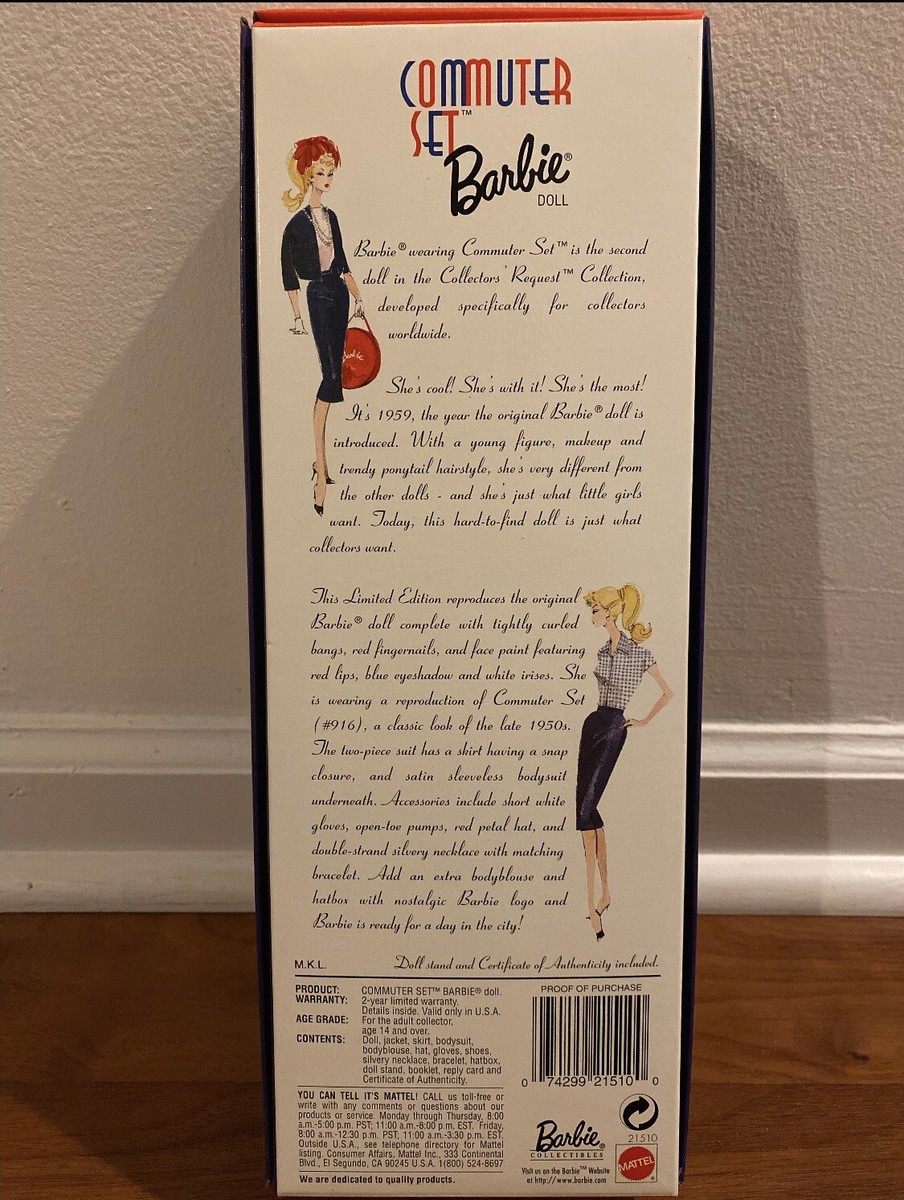 COMMUTER
SET™
Barbie®
DOLL
Barbie® wearing Commuter Set™ is the second
doll in the Collectors' Request™ Collection,
developed specifically for collectors
worldwide.
Barbie
She's cool! She's with it! She's the most!
It's 1959, the year the original Barbie® doll is
introduced. With a young figure, makeup and
trendy ponytail hairstyle, she's very different from
the other dolls - and she's just what little girls
want. Today, this hard-to-find doll is just what
collectors want.
This Limited Edition reproduces the original
Barbie® doll complete with tightly curled
bangs, red fingernails, and face paint featuring
red lips, blue eyeshadow and white irises. She
is wearing a reproduction of Commuter Set
(#916), a classic look of the late 1950s.
The two-piece suit has a skirt having a snap
closure, and satin sleeveless bodysuit
underneath. Accessories include short white
gloves, open-toe pumps, red petal hat, and
double-strand silvery necklace with matching
bracelet. Add an extra bodyblouse and
hatbox with nostalgic Barbie logo and
Barbie is ready for a day in the city!
M.K.L. Doll stand and Certificate of Authenticity included.
PRODUCT: COMMUTER SET™ BARBIE® doll.
WARRANTY: 2-year limited warranty.
Details inside. Valid only in U.S.A.
AGE GRADE: For the adult collector,
age 14 and over.
CONTENTS: Doll, jacket, skirt, bodysuit,
bodyblouse, hat, gloves, shoes,
silvery necklace, bracelet, hatbox,
doll stand, booklet, reply card and
Certificate of Authenticity.
YOU CAN TELL IT'S MATTEL! CALL us toll-free or
write with any comments or questions about our
products or service. Monday through Thursday, 8:00
a.m.-5:00 p.m. PST; 11:00 a.m.-8:00 p.m. EST. Friday,
8:00 a.m.-12:30 p.m. PST; 11:00 a.m.-3:30 p.m. EST.
Outside U.S.A., see telephone directory for Mattel
listing. Consumer Affairs, Mattel Inc., 333 Continental
Blvd., El Segundo, CA 90245 U.S.A. 1(800) 524-8697
We are dedicated to quality products.
PROOF OF PURCHASE
0 74299 21510 0
Barbie®
COLLECTIBLES
Visit us on the Barbie™ Website
at http://www.barbie.com
21510
MATTEL